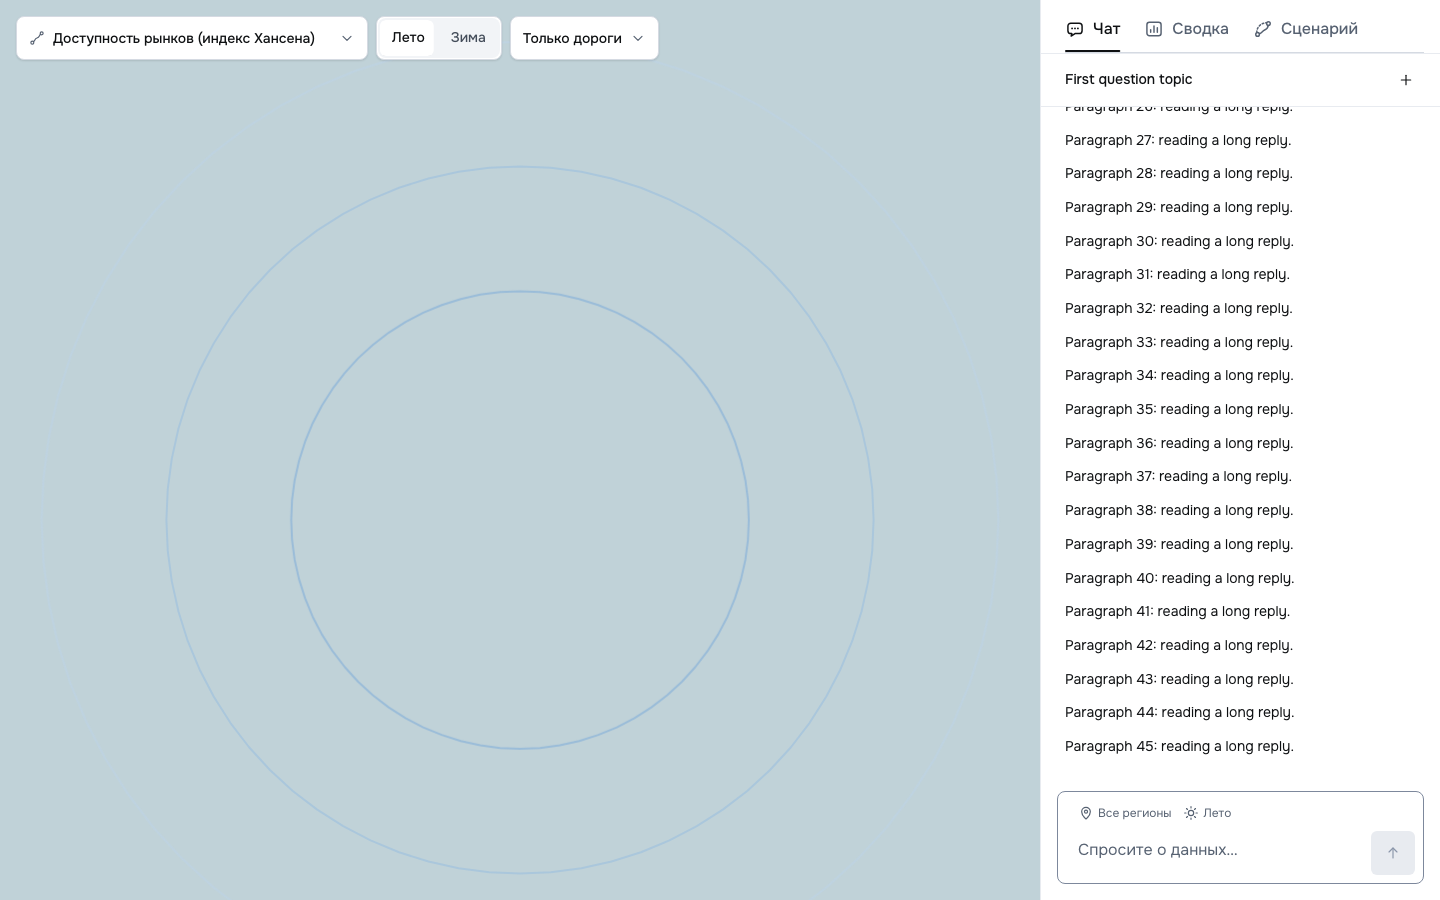 Доступность рынков (индекс Хансена)
Лето
Зима
Только дороги
Чат
Сводка
Сценарий
First question topic
Paragraph 26: reading a long reply.
Paragraph 27: reading a long reply.
Paragraph 28: reading a long reply.
Paragraph 29: reading a long reply.
Paragraph 30: reading a long reply.
Paragraph 31: reading a long reply.
Paragraph 32: reading a long reply.
Paragraph 33: reading a long reply.
Paragraph 34: reading a long reply.
Paragraph 35: reading a long reply.
Paragraph 36: reading a long reply.
Paragraph 37: reading a long reply.
Paragraph 38: reading a long reply.
Paragraph 39: reading a long reply.
Paragraph 40: reading a long reply.
Paragraph 41: reading a long reply.
Paragraph 42: reading a long reply.
Paragraph 43: reading a long reply.
Paragraph 44: reading a long reply.
Paragraph 45: reading a long reply.
Все регионы
Лето
Спросите о данных...